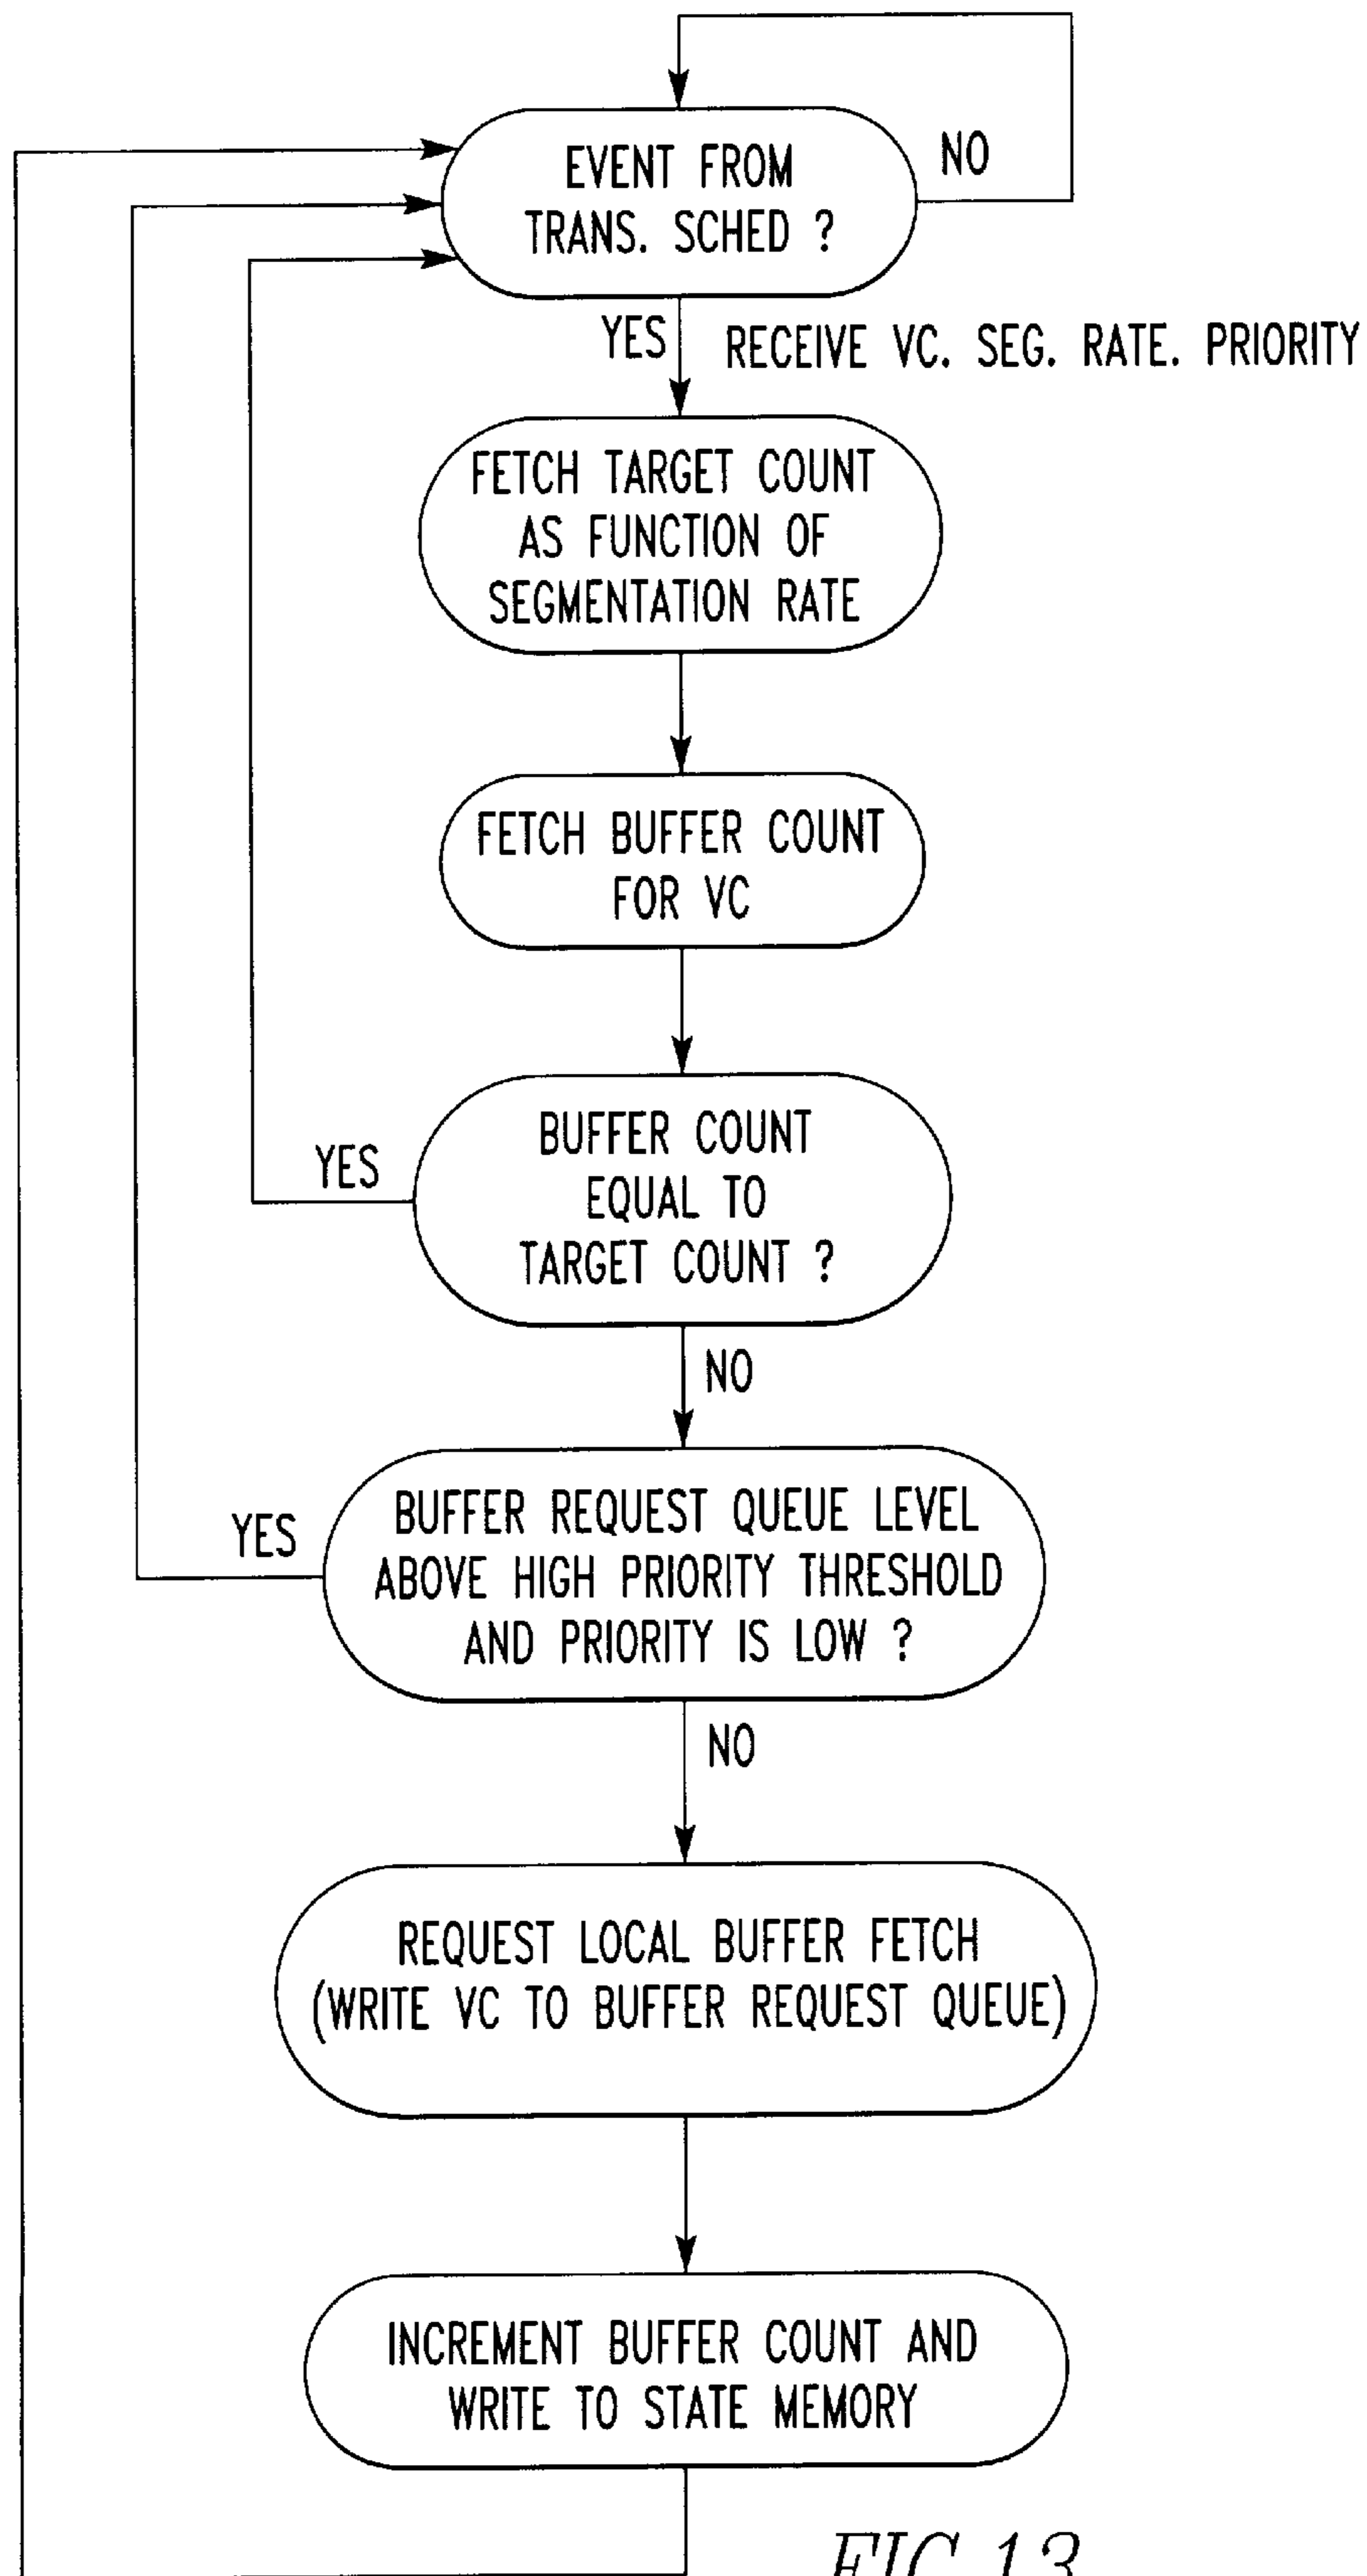 EVENT FROM
TRANS. SCHED ?
NO
YES
RECEIVE VC. SEG. RATE. PRIORITY
FETCH TARGET COUNT
AS FUNCTION OF
SEGMENTATION RATE
FETCH BUFFER COUNT
FOR VC
BUFFER COUNT
EQUAL TO
TARGET COUNT ?
YES
NO
BUFFER REQUEST QUEUE LEVEL
ABOVE HIGH PRIORITY THRESHOLD
AND PRIORITY IS LOW ?
YES
NO
REQUEST LOCAL BUFFER FETCH
(WRITE VC TO BUFFER REQUEST QUEUE)
INCREMENT BUFFER COUNT AND
WRITE TO STATE MEMORY
FIG.13